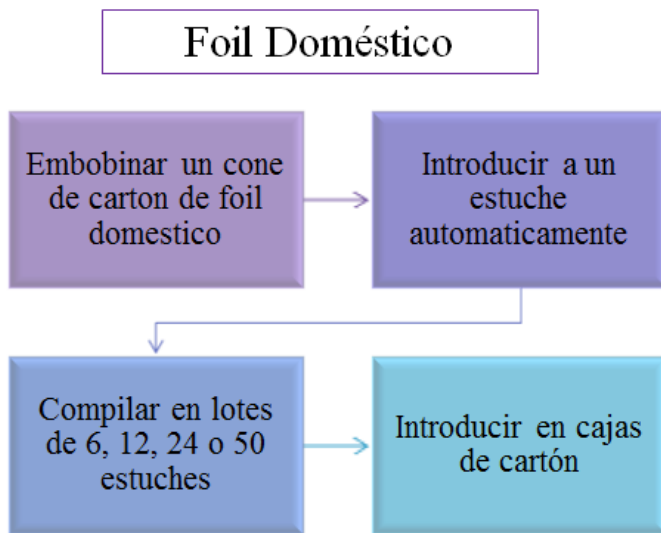 Foil Doméstico
Embobinar un cone
de carton de foil
domestico
Introducir a un
estuche
automaticamente
Compilar en lotes
de 6, 12, 24 o 50
estuches
Introducir en cajas
de cartón